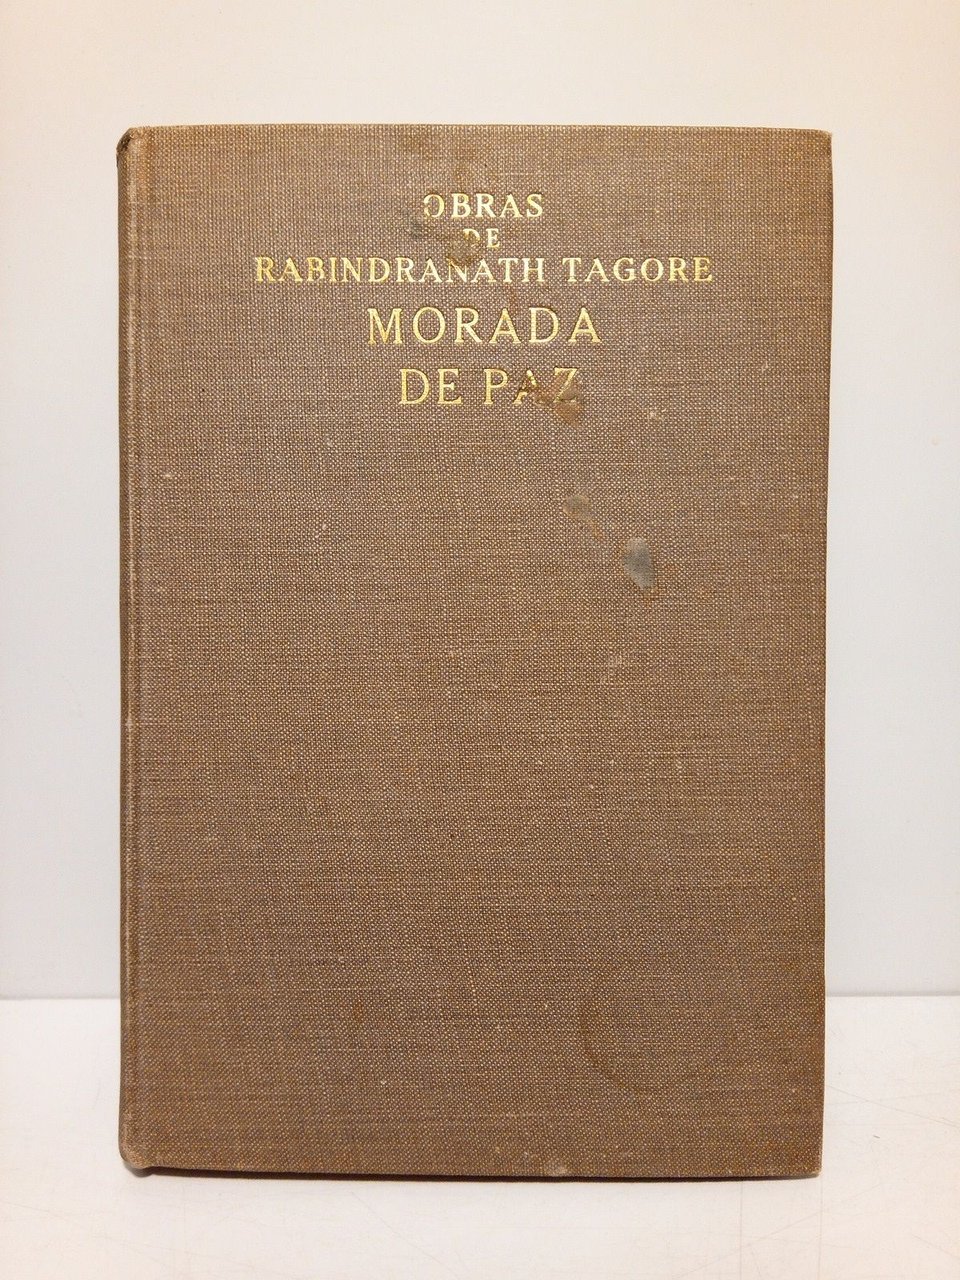 OBRAS
DE
RABINDRANATH TAGORE
MORADA
DE PAZ